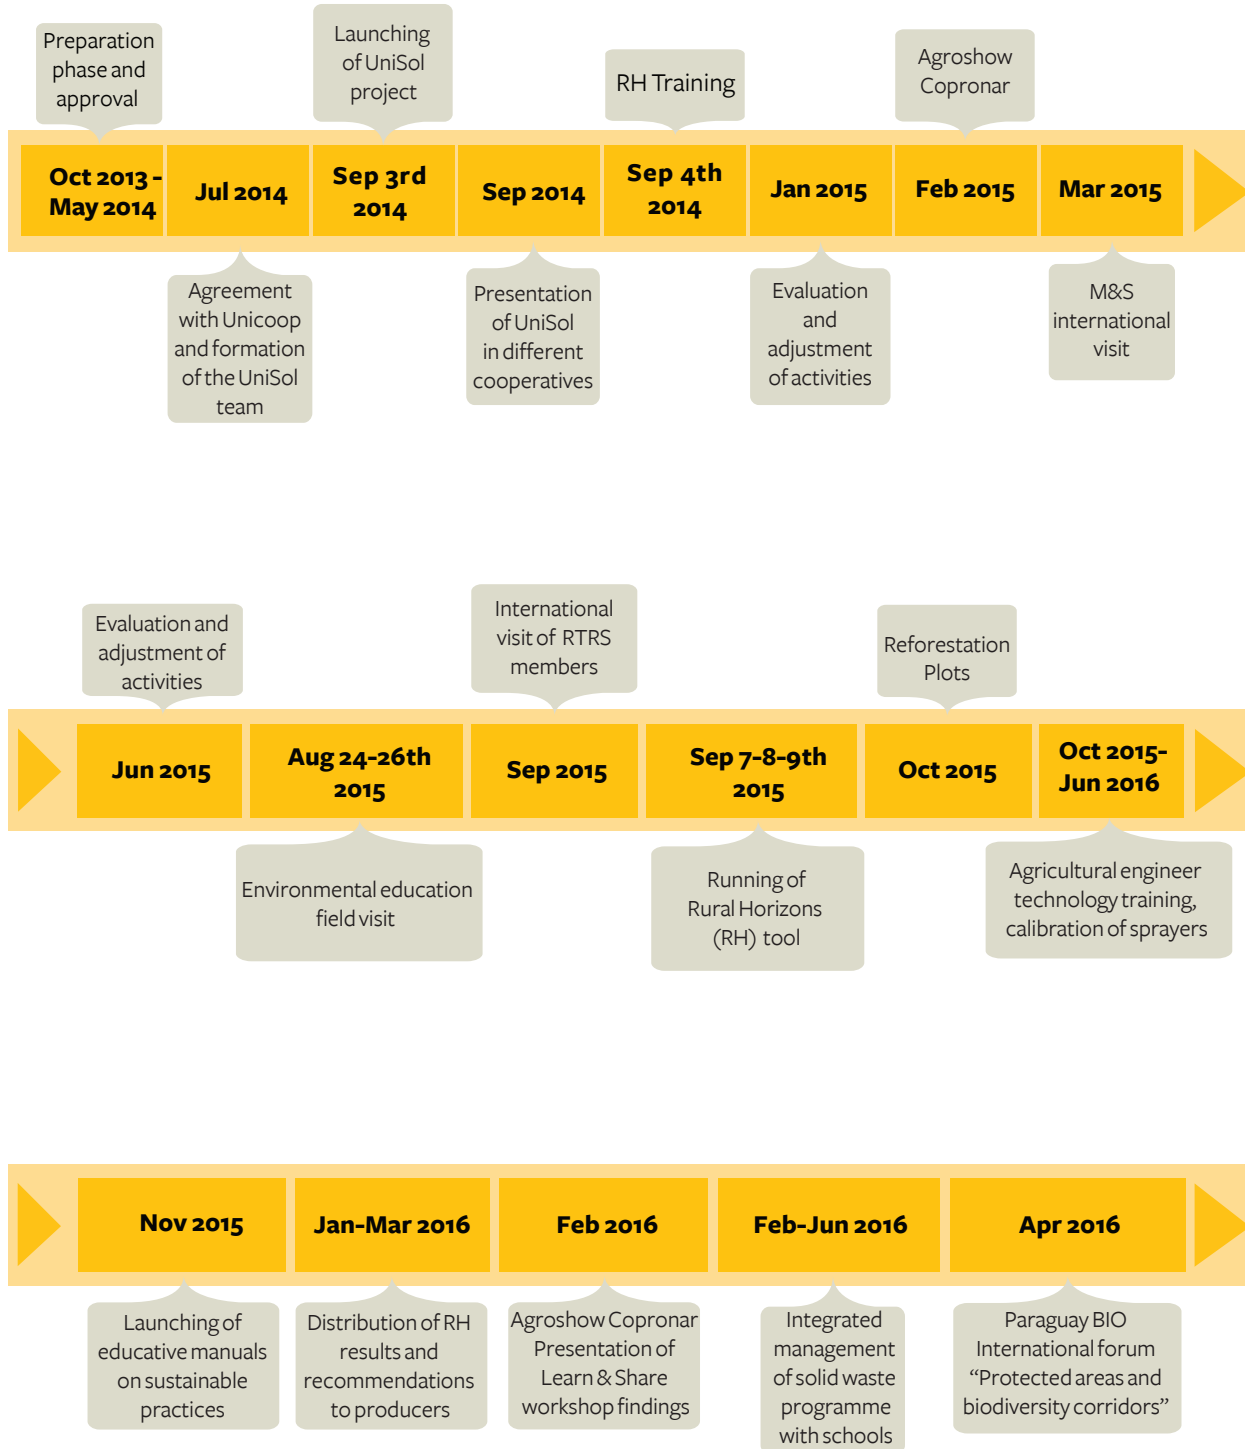 Preparation
phase and
approval
Launching
of UniSol
project
RH Training
Agroshow
Copronar
Oct 2013 -
May 2014
Jul 2014
Sep 3rd
2014
Sep 2014
Sep 4th
2014
Jan 2015
Feb 2015
Mar 2015
Agreement
with Unicoop
and formation
of the UniSol
team
Presentation
of UniSol
in different
cooperatives
Evaluation
and
adjustment
of activities
M&S
international
visit
Evaluation and
adjustment of
activities
International
visit of RTRS
members
Reforestation
Plots
Jun 2015
Aug 24-26th
2015
Sep 2015
Sep 7-8-9th
2015
Oct 2015
Oct 2015-
Jun 2016
Environmental education
field visit
Running of
Rural Horizons
(RH) tool
Agricultural engineer
technology training,
calibration of sprayers
Nov 2015
Jan-Mar 2016
Feb 2016
Feb-Jun 2016
Apr 2016
Launching of
educative manuals
on sustainable
practices
Distribution of RH
results and
recommendations
to producers
Agroshow Copronar
Presentation of
Learn & Share
workshop findings
Integrated
management
of solid waste
programme
with schools
Paraguay BIO
International forum
“Protected areas and
biodiversity corridors”